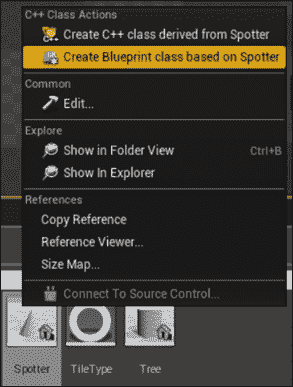 C++ Class Actions
Create C++ class derived from Spotter
Create Blueprint class based on Spotter
Common
Edit...
Explore
Show in Folder View Ctrl+B
Show In Explorer
References
Copy Reference
Reference Viewer...
Size Map...
Connect To Source Control...
Spotter TileType Tree